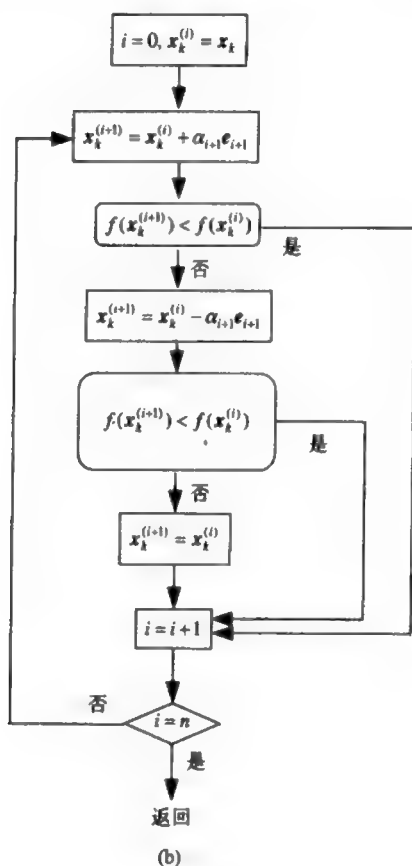 i = 0, x_k^{(i)} = x_k
x_k^{(i+1)} = x_k^{(i)} + α_{i+1}e_{i+1}
f(x_k^{(i+1)}) < f(x_k^{(i)})
是
否
x_k^{(i+1)} = x_k^{(i)} - α_{i+1}e_{i+1}
f(x_k^{(i+1)}) < f(x_k^{(i)})
是
否
x_k^{(i+1)} = x_k^{(i)}
i = i+1
否
i = n
是
返回
(b)